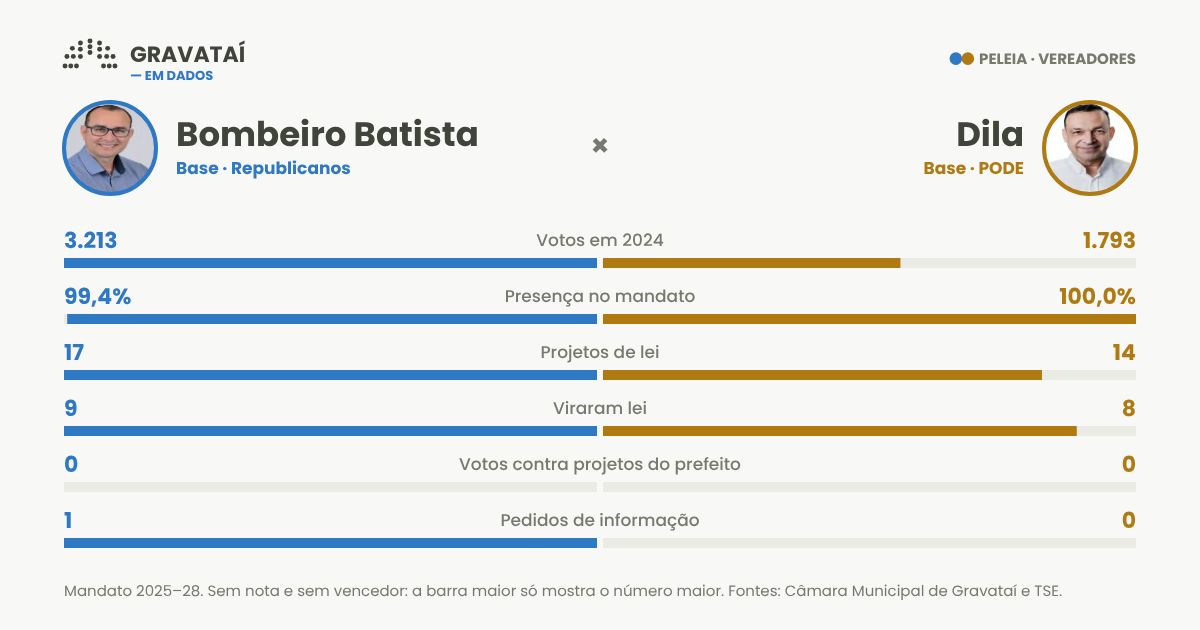 GRAVATAÍ
— EM DADOS
PELEIA · VEREADORES
Bombeiro Batista
Base · Republicanos
×
Dila
Base · PODE
3.213 Votos em 2024 1.793
99,4% Presença no mandato 100,0%
17 Projetos de lei 14
9 Viraram lei 8
0 Votos contra projetos do prefeito 0
1 Pedidos de informação 0
Mandato 2025–28. Sem nota e sem vencedor: a barra maior só mostra o número maior. Fontes: Câmara Municipal de Gravataí e TSE.